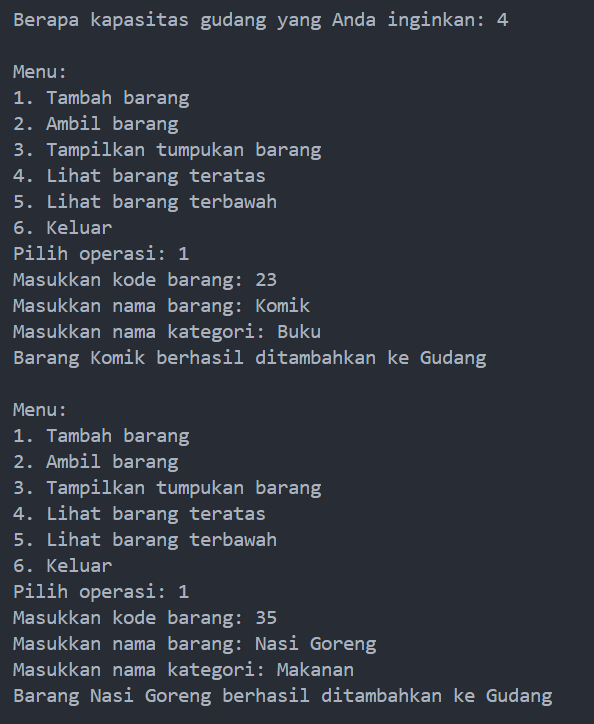 Berapa kapasitas gudang yang Anda inginkan: 4
Menu:
1. Tambah barang
2. Ambil barang
3. Tampilkan tumpukan barang
4. Lihat barang teratas
5. Lihat barang terbawah
6. Keluar
Pilih operasi: 1
Masukkan kode barang: 23
Masukkan nama barang: Komik
Masukkan nama kategori: Buku
Barang Komik berhasil ditambahkan ke Gudang
Menu:
1. Tambah barang
2. Ambil barang
3. Tampilkan tumpukan barang
4. Lihat barang teratas
5. Lihat barang terbawah
6. Keluar
Pilih operasi: 1
Masukkan kode barang: 35
Masukkan nama barang: Nasi Goreng
Masukkan nama kategori: Makanan
Barang Nasi Goreng berhasil ditambahkan ke Gudang